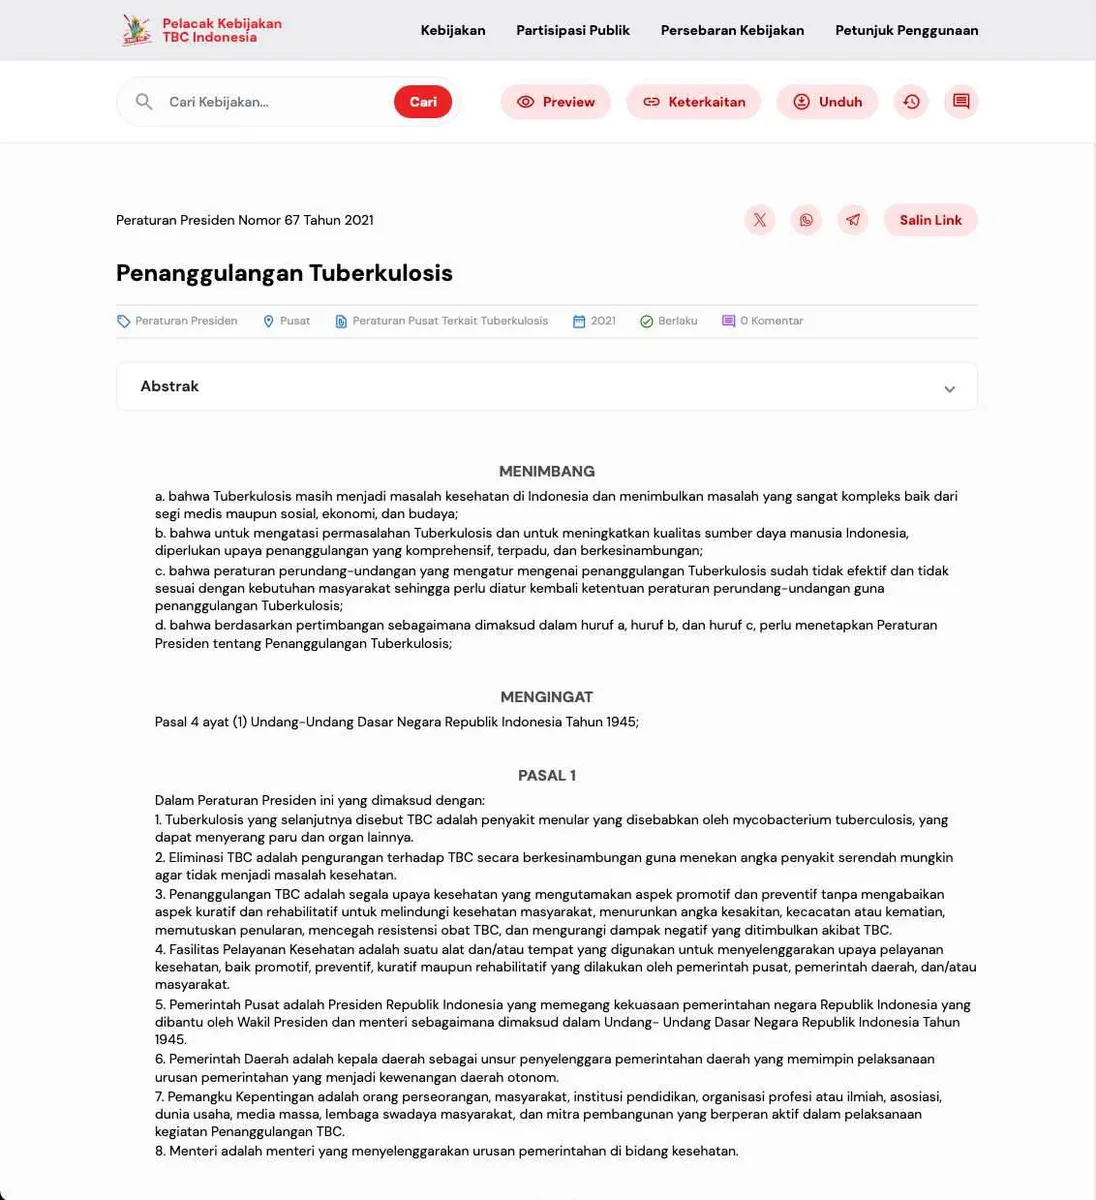 Pelacak Kebijakan
TBC Indonesia
Kebijakan
Partisipasi Publik
Persebaran Kebijakan
Petunjuk Penggunaan
Cari Kebijakan...
Cari
Preview
Keterkaitan
Unduh
Peraturan Presiden Nomor 67 Tahun 2021
Salin Link
Penanggulangan Tuberkulosis
Peraturan Presiden
Pusat
Peraturan Pusat Terkait Tuberkulosis
2021
Berlaku
0 Komentar
Abstrak
MENIMBANG
a. bahwa Tuberkulosis masih menjadi masalah kesehatan di Indonesia dan menimbulkan masalah yang sangat kompleks baik dari
segi medis maupun sosial, ekonomi, dan budaya;
b. bahwa untuk mengatasi permasalahan Tuberkulosis dan untuk meningkatkan kualitas sumber daya manusia Indonesia,
diperlukan upaya penanggulangan yang komprehensif, terpadu, dan berkesinambungan;
c. bahwa peraturan perundang-undangan yang mengatur mengenai penanggulangan Tuberkulosis sudah tidak efektif dan tidak
sesuai dengan kebutuhan masyarakat sehingga perlu diatur kembali ketentuan peraturan perundang-undangan guna
penanggulangan Tuberkulosis;
d. bahwa berdasarkan pertimbangan sebagaimana dimaksud dalam huruf a, huruf b, dan huruf c, perlu menetapkan Peraturan
Presiden tentang Penanggulangan Tuberkulosis;
MENGINGAT
Pasal 4 ayat (1) Undang-Undang Dasar Negara Republik Indonesia Tahun 1945;
PASAL 1
Dalam Peraturan Presiden ini yang dimaksud dengan:
1. Tuberkulosis yang selanjutnya disebut TBC adalah penyakit menular yang disebabkan oleh mycobacterium tuberculosis, yang
dapat menyerang paru dan organ lainnya.
2. Eliminasi TBC adalah pengurangan terhadap TBC secara berkesinambungan guna menekan angka penyakit serendah mungkin
agar tidak menjadi masalah kesehatan.
3. Penanggulangan TBC adalah segala upaya kesehatan yang mengutamakan aspek promotif dan preventif tanpa mengabaikan
aspek kuratif dan rehabilitatif untuk melindungi kesehatan masyarakat, menurunkan angka kesakitan, kecacatan atau kematian,
memutuskan penularan, mencegah resistensi obat TBC, dan mengurangi dampak negatif yang ditimbulkan akibat TBC.
4. Fasilitas Pelayanan Kesehatan adalah suatu alat dan/atau tempat yang digunakan untuk menyelenggarakan upaya pelayanan
kesehatan, baik promotif, preventif, kuratif maupun rehabilitatif yang dilakukan oleh pemerintah pusat, pemerintah daerah, dan/atau
masyarakat.
5. Pemerintah Pusat adalah Presiden Republik Indonesia yang memegang kekuasaan pemerintahan negara Republik Indonesia yang
dibantu oleh Wakil Presiden dan menteri sebagaimana dimaksud dalam Undang- Undang Dasar Negara Republik Indonesia Tahun
1945.
6. Pemerintah Daerah adalah kepala daerah sebagai unsur penyelenggara pemerintahan daerah yang memimpin pelaksanaan
urusan pemerintahan yang menjadi kewenangan daerah otonom.
7. Pemangku Kepentingan adalah orang perseorangan, masyarakat, institusi pendidikan, organisasi profesi atau ilmiah, asosiasi,
dunia usaha, media massa, lembaga swadaya masyarakat, dan mitra pembangunan yang berperan aktif dalam pelaksanaan
kegiatan Penanggulangan TBC.
8. Menteri adalah menteri yang menyelenggarakan urusan pemerintahan di bidang kesehatan.